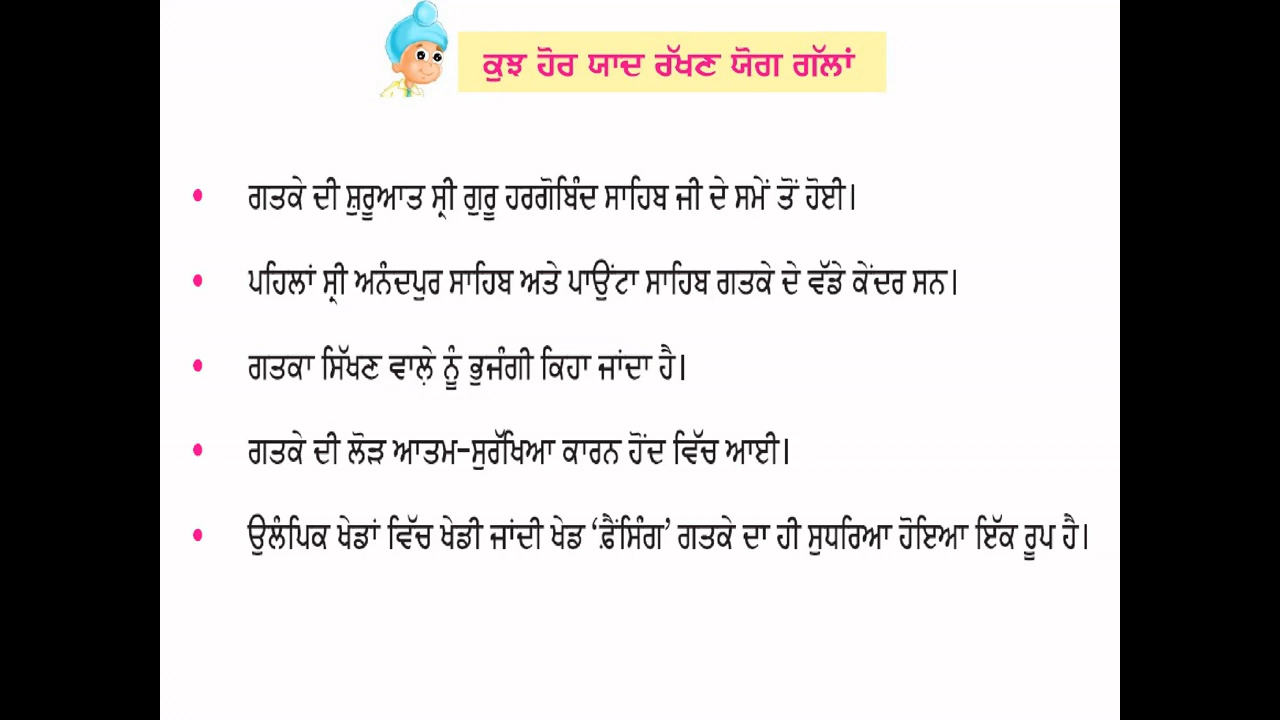 ਕੁਝ ਹੋਰ ਯਾਦ ਰੱਖਣ ਯੋਗ ਗੱਲਾਂ
• ਗਤਕੇ ਦੀ ਸ਼ੁਰੂਆਤ ਸ੍ਰੀ ਗੁਰੂ ਹਰਗੋਬਿੰਦ ਸਾਹਿਬ ਜੀ ਦੇ ਸਮੇਂ ਤੋਂ ਹੋਈ।
• ਪਹਿਲਾਂ ਸ੍ਰੀ ਅਨੰਦਪੁਰ ਸਾਹਿਬ ਅਤੇ ਪਾਉਂਟਾ ਸਾਹਿਬ ਗਤਕੇ ਦੇ ਵੱਡੇ ਕੇਂਦਰ ਸਨ।
• ਗਤਕਾ ਸਿੱਖਣ ਵਾਲ਼ੇ ਨੂੰ ਭੁਜੰਗੀ ਕਿਹਾ ਜਾਂਦਾ ਹੈ।
• ਗਤਕੇ ਦੀ ਲੋੜ ਆਤਮ-ਸੁਰੱਖਿਆ ਕਾਰਨ ਹੋਂਦ ਵਿੱਚ ਆਈ।
• ਉਲੰਪਿਕ ਖੇਡਾਂ ਵਿੱਚ ਖੇਡੀ ਜਾਂਦੀ ਖੇਡ ‘ਫ਼ੈਂਸਿੰਗ’ ਗਤਕੇ ਦਾ ਹੀ ਸੁਧਰਿਆ ਹੋਇਆ ਇੱਕ ਰੂਪ ਹੈ।